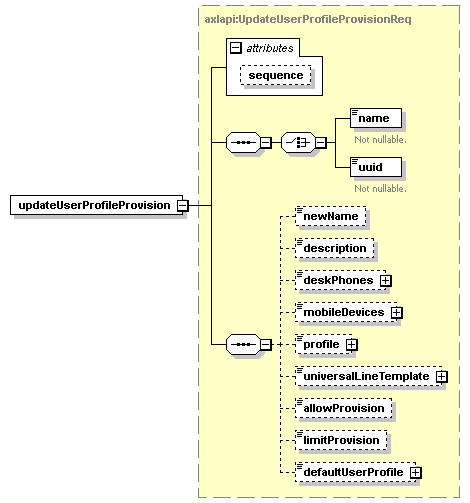 axlapi:UpdateUserProfileProvisionReq
attributes
sequence
name
Not nullable.
uuid
Not nullable.
updateUserProfileProvision
newName
description
deskPhones
mobileDevices
profile
universalLineTemplate
allowProvision
limitProvision
defaultUserProfile